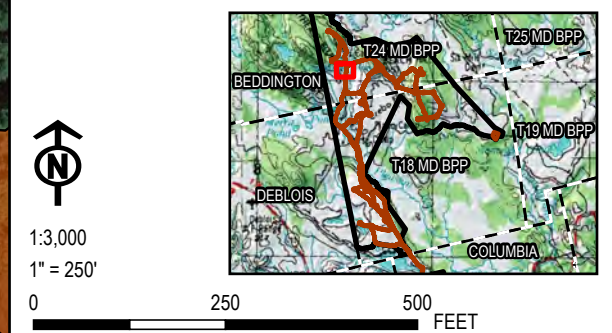 T25 MD BPP
T24 MD BPP
BEDDINGTON
T19 MD BPP
T18 MD BPP
DEBLOIS
COLUMBIA
N
1:3,000
1" = 250'
0 250 500
FEET